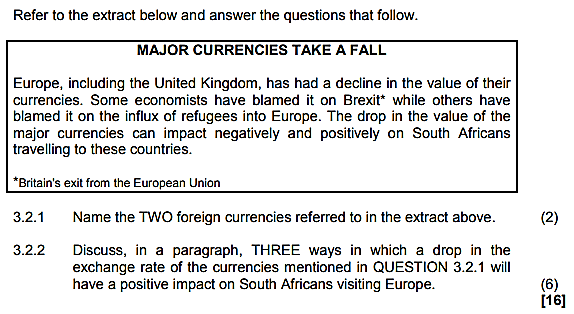 Refer to the extract below and answer the questions that follow.
MAJOR CURRENCIES TAKE A FALL
Europe, including the United Kingdom, has had a decline in the value of their
currencies. Some economists have blamed it on Brexit* while others have
blamed it on the influx of refugees into Europe. The drop in the value of the
major currencies can impact negatively and positively on South Africans
travelling to these countries.
*Britain's exit from the European Union
3.2.1 Name the TWO foreign currencies referred to in the extract above. (2)
3.2.2 Discuss, in a paragraph, THREE ways in which a drop in the
exchange rate of the currencies mentioned in QUESTION 3.2.1 will
have a positive impact on South Africans visiting Europe. (6)
[16]